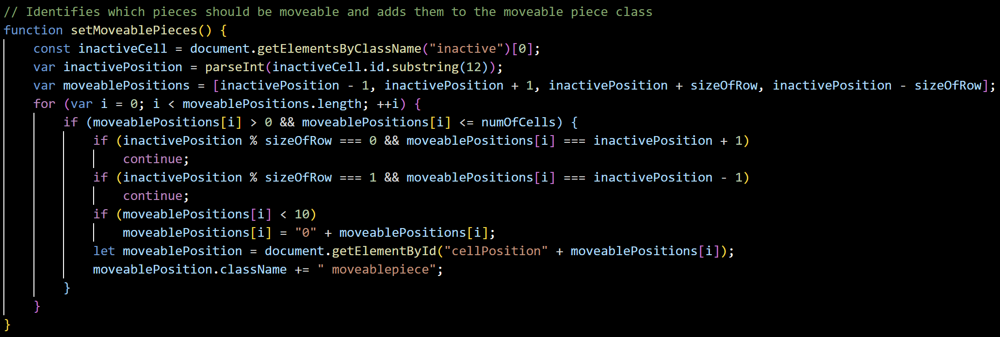 // Identifies which pieces should be moveable and adds them to the moveable piece class
function setMoveablePieces() {
    const inactiveCell = document.getElementsByClassName("inactive")[0];
    var inactivePosition = parseInt(inactiveCell.id.substring(12));
    var moveablePositions = [inactivePosition - 1, inactivePosition + 1, inactivePosition + sizeOfRow, inactivePosition - sizeOfRow];
    for (var i = 0; i < moveablePositions.length; ++i) {
        if (moveablePositions[i] > 0 && moveablePositions[i] <= numOfCells) {
            if (inactivePosition % sizeOfRow === 0 && moveablePositions[i] === inactivePosition + 1)
                continue;
            if (inactivePosition % sizeOfRow === 1 && moveablePositions[i] === inactivePosition - 1)
                continue;
            if (moveablePositions[i] < 10)
                moveablePositions[i] = "0" + moveablePositions[i];
            let moveablePosition = document.getElementById("cellPosition" + moveablePositions[i]);
            moveablePosition.className += " moveablepiece";
        }
    }
}